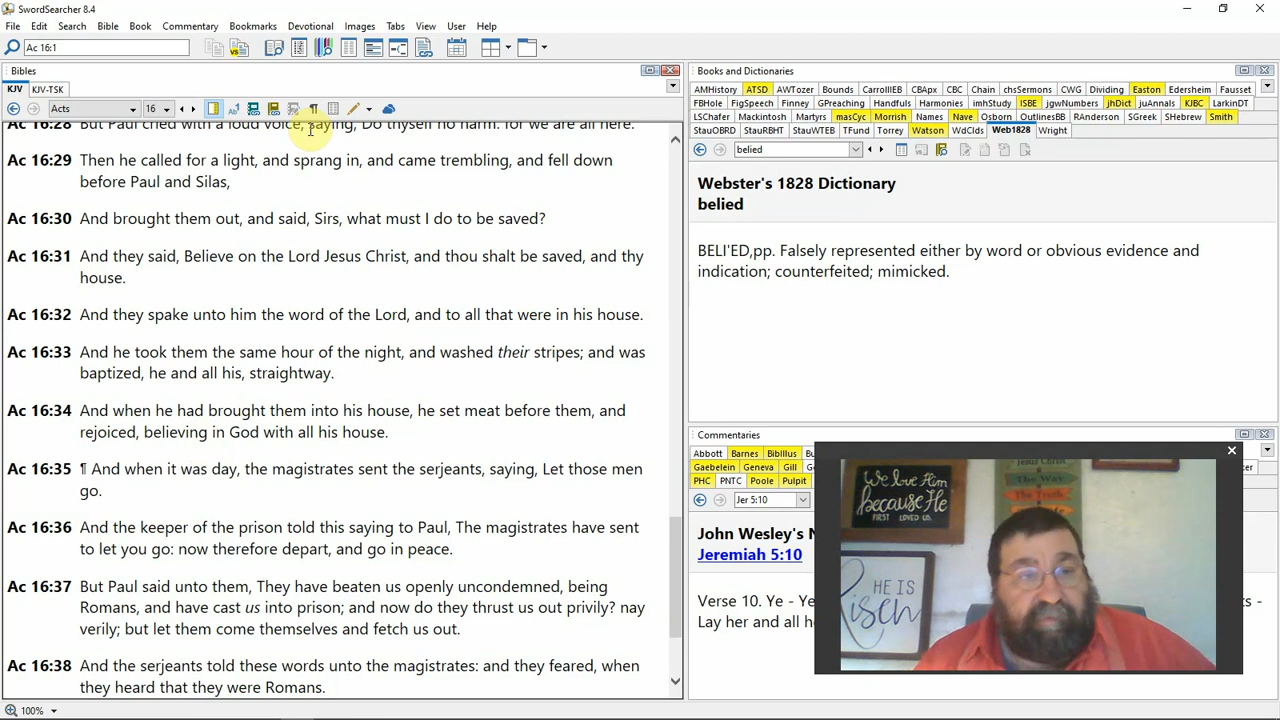 SwordSearcher 8.4
File Edit Search Bible Book Commentary Bookmarks Devotional Images Tabs View User Help
Ac 16:1
VS
Bibles
KJV KJV-TSK
Acts 16
Ac 16:28 But Paul cried with a loud voice, saying, Do thyself no harm: for we are all here.
Ac 16:29 Then he called for a light, and sprang in, and came trembling, and fell down
before Paul and Silas,
Ac 16:30 And brought them out, and said, Sirs, what must I do to be saved?
Ac 16:31 And they said, Believe on the Lord Jesus Christ, and thou shalt be saved, and thy
house.
Ac 16:32 And they spake unto him the word of the Lord, and to all that were in his house.
Ac 16:33 And he took them the same hour of the night, and washed their stripes; and was
baptized, he and all his, straightway.
Ac 16:34 And when he had brought them into his house, he set meat before them, and
rejoiced, believing in God with all his house.
Ac 16:35 ¶ And when it was day, the magistrates sent the serjeants, saying, Let those men
go.
Ac 16:36 And the keeper of the prison told this saying to Paul, The magistrates have sent
to let you go: now therefore depart, and go in peace.
Ac 16:37 But Paul said unto them, They have beaten us openly uncondemned, being
Romans, and have cast us into prison; and now do they thrust us out privily? nay
verily; but let them come themselves and fetch us out.
Ac 16:38 And the serjeants told these words unto the magistrates: and they feared, when
they heard that they were Romans.
100%
Books and Dictionaries
AMHistory ATSD AWTozer Bounds CarrollIEB CBApx CBC Chain chsSermons CWG Dividing Easton Edersheim Fausset
FBHole FigSpeech Finney GPreaching Handfuls Harmonies imhStudy ISBE jgwNumbers jhDict juAnnals KJBC LarkinDT
LSChafer Mackintosh Martyrs masCyc Morrish Names Nave Osborn OutlinesBB RAnderson SGreek SHebrew Smith
StauOBRD StauRBHT StauWTEB TFund Torrey Watson WdClds Web1828 Wright
belied
Webster's 1828 Dictionary
belied
BELI'ED,pp. Falsely represented either by word or obvious evidence and
indication; counterfeited; mimicked.
Commentaries
Abbott Barnes BibIllus
Gaebelein Geneva Gill
PHC PNTC Poole Pulpit
Jer 5:10
John Wesley's
Jeremiah 5:10
Verse 10. Ye -
Lay her and all
Jesus Christ
The Way
The Truth
We love Him
because He
FIRST LOVED US.
HE IS
Risen